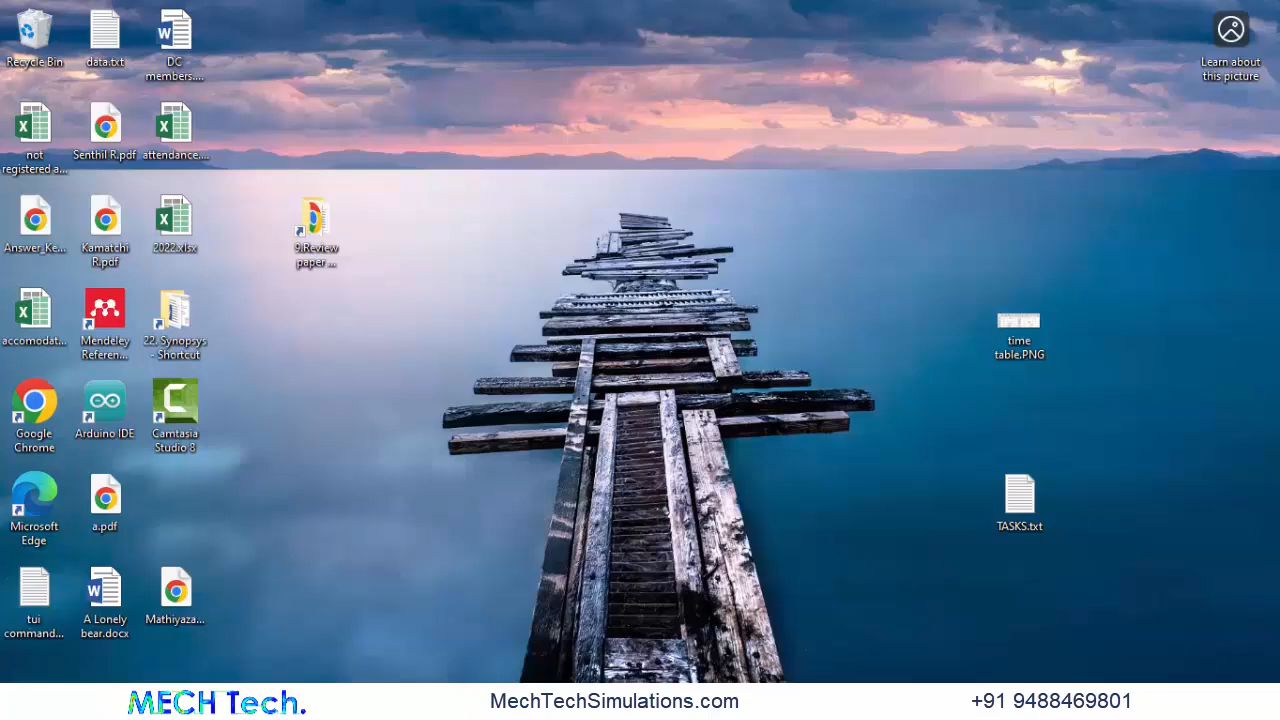 Recycle Bin
data.txt
DC
members....
Learn about
this picture
not
registered a...
Senthil R.pdf
attendance....
Answer_Ke...
Kamatchi
R.pdf
2022.xlsx
9.Review
paper ...
accomodat...
Mendeley
Referen...
22. Synopsys
- Shortcut
time
table.PNG
Google
Chrome
Arduino IDE
Camtasia
Studio 8
Microsoft
Edge
a.pdf
TASKS.txt
tui
command...
A Lonely
bear.docx
Mathiyaza...
MECH Tech.
MechTechSimulations.com
+91 9488469801